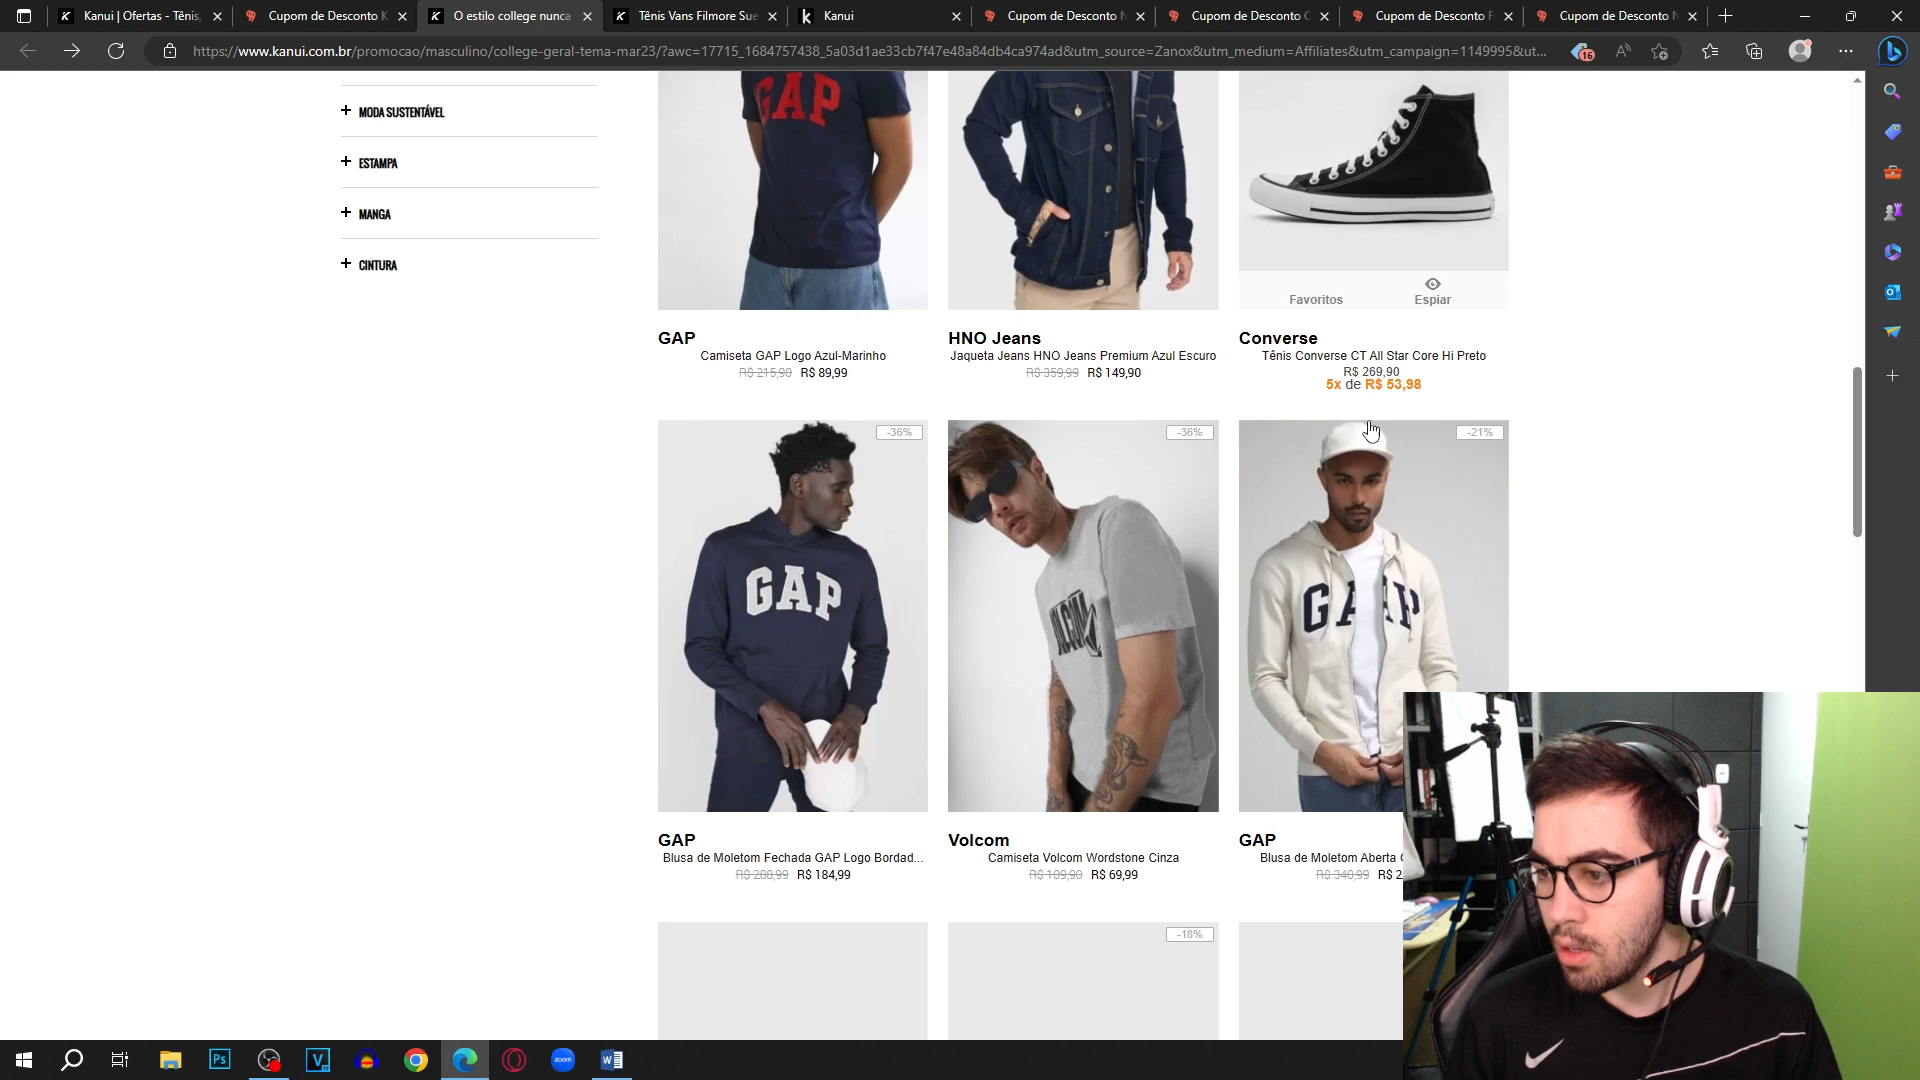 Kanui | Ofertas - Tênis,
Cupom de Desconto K
O estilo college nunca
Tênis Vans Filmore Sue
Kanui
Cupom de Desconto
Cupom de Desconto
Cupom de Desconto
Cupom de Desconto
https://www.kanui.com.br/promocao/masculino/college-geral-tema-mar23/?awc=17715_1684757438_5a03d1ae33cb7f47e48a84db4ca974ad&utm_source=Zanox&utm_medium=Affiliates&utm_campaign=1149995&ut...
16
+ MODA SUSTENTÁVEL
+ ESTAMPA
+ MANGA
+ CINTURA
GAP
Favoritos
Espiar
GAP
Camiseta GAP Logo Azul-Marinho
R$ 215,90 R$ 89,99
HNO Jeans
Jaqueta Jeans HNO Jeans Premium Azul Escuro
R$ 359,99 R$ 149,90
Converse
Tênis Converse CT All Star Core Hi Preto
R$ 269,90
5x de R$ 53,98
-36%
-36%
-21%
GAP
VOLCOM
GAP
GAP
Blusa de Moletom Fechada GAP Logo Bordad...
R$ 288,99 R$ 184,99
Volcom
Camiseta Volcom Wordstone Cinza
R$ 109,90 R$ 69,99
GAP
Blusa de Moletom Aberta
R$ 340,99 R$ 2
-18%
Ps
V
zoom
W